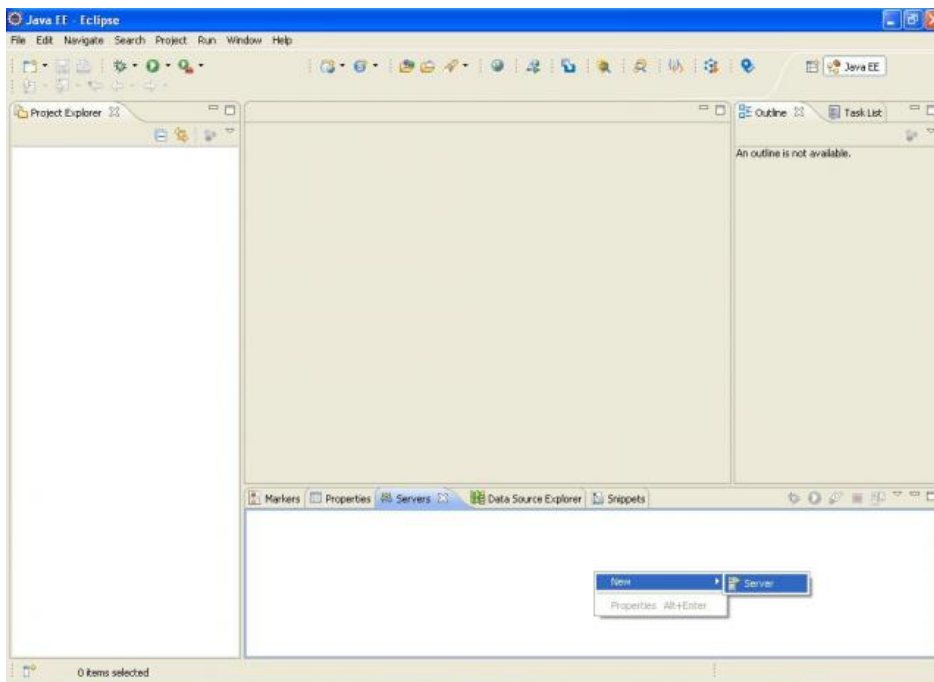 Java EE - Eclipse
File Edit Navigate Search Project Run Window Help
Java EE
Project Explorer
Outline
Task List
An outline is not available.
Markers
Properties
Servers
Data Source Explorer
Snippets
New
Server
Properties Alt+Enter
0 items selected